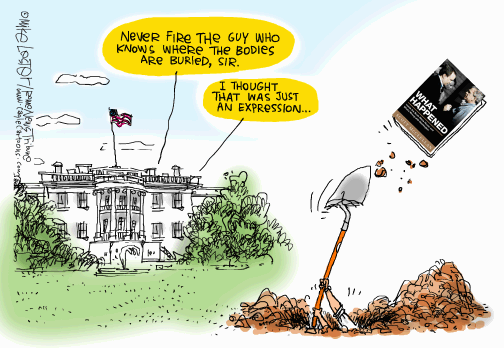 NEVER FIRE THE GUY WHO
KNOWS WHERE THE BODIES
ARE BURIED, SIR.
I THOUGHT
THAT WAS JUST
AN EXPRESSION...
WHAT
HAPPENED